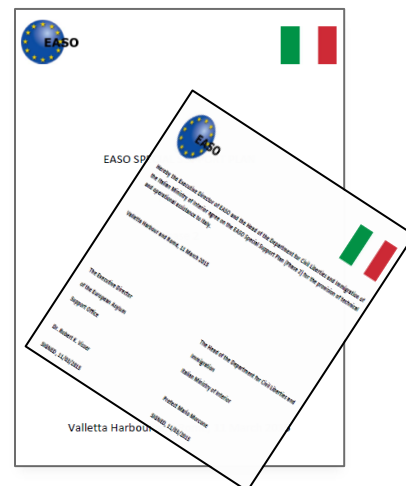 EASO
EASO SP
EASO
Hereby the Executive Director of EASO and the Head of the Department for Civil Liberties and Immigration of
the Italian Ministry of Interior agree on the EASO Special Support Plan (Phase 2) for the provision of technical
and operational assistance to Italy.
Valletta Harbour and Rome, 11 March 2015
The Executive Director
of the European Asylum
Support Office
Dr. Robert K. Visser
SIGNED, 11/03/2015
The Head of the Department for Civil Liberties and
Immigration
Italian Ministry of Interior
Prefect Mario Morcone
SIGNED, 11/03/2015
Valletta Harbour